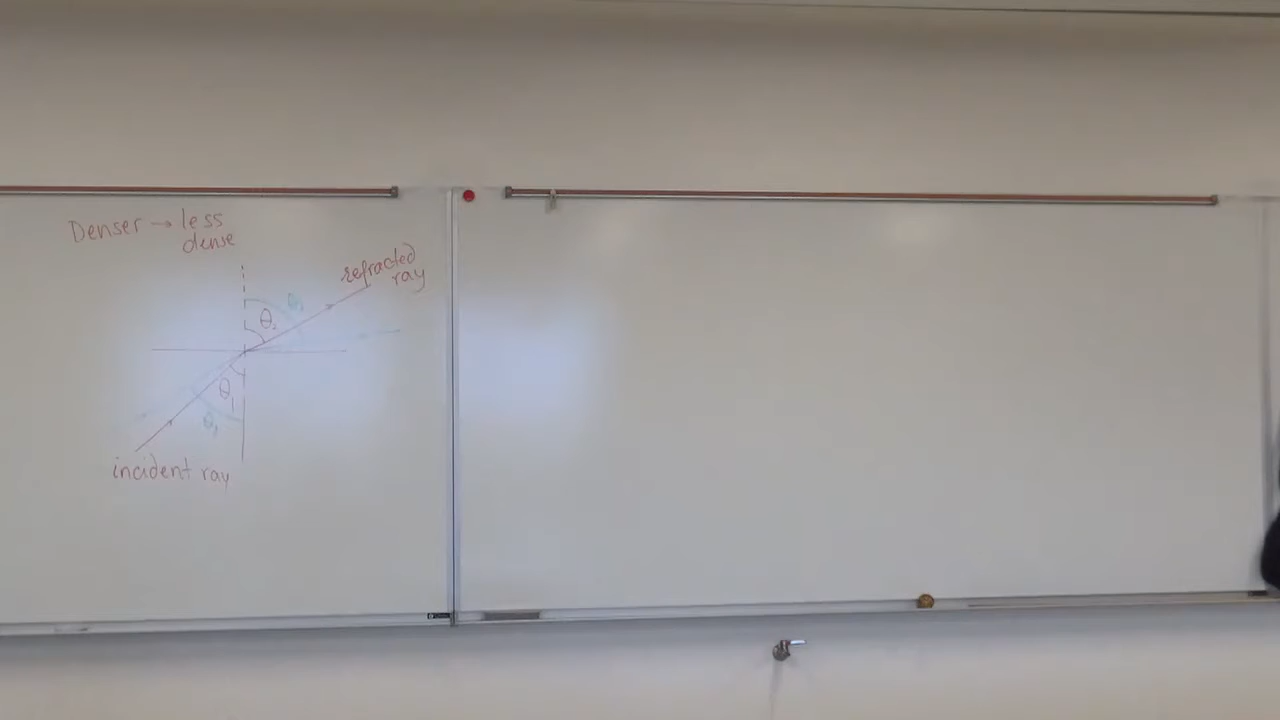 Denser → less
dense
refracted
ray
θ₂
θ₁
incident ray